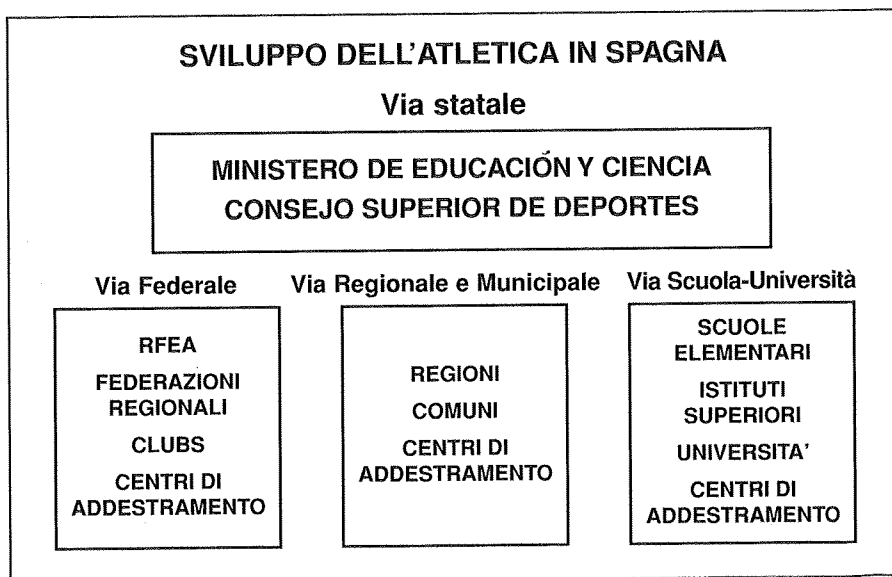 SVILUPPO DELL'ATLETICA IN SPAGNA
Via statale
MINISTERO DE EDUCACIÓN Y CIENCIA
CONSEJO SUPERIOR DE DEPORTES
Via Federale
RFEA
FEDERAZIONI
REGIONALI
CLUBS
CENTRI DI
ADDESTRAMENTO
Via Regionale e Municipale
REGIONI
COMUNI
CENTRI DI
ADDESTRAMENTO
Via Scuola-Università
SCUOLE
ELEMENTARI
ISTITUTI
SUPERIORI
UNIVERSITA'
CENTRI DI
ADDESTRAMENTO